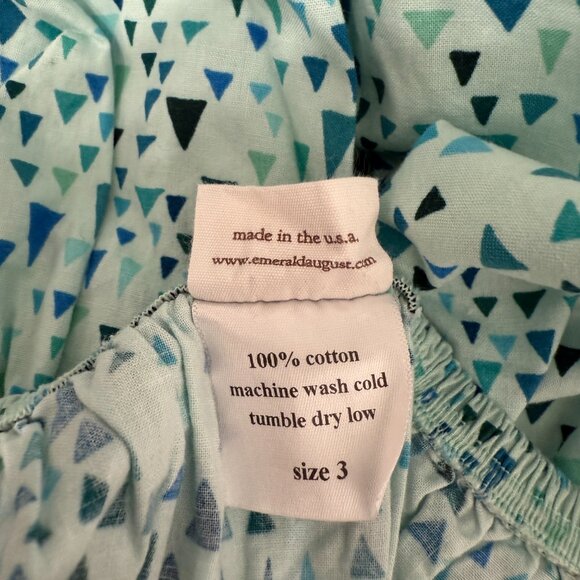 made in the u.s.a.
www.emeraldaugust.com
100% cotton
machine wash cold
tumble dry low
size 3